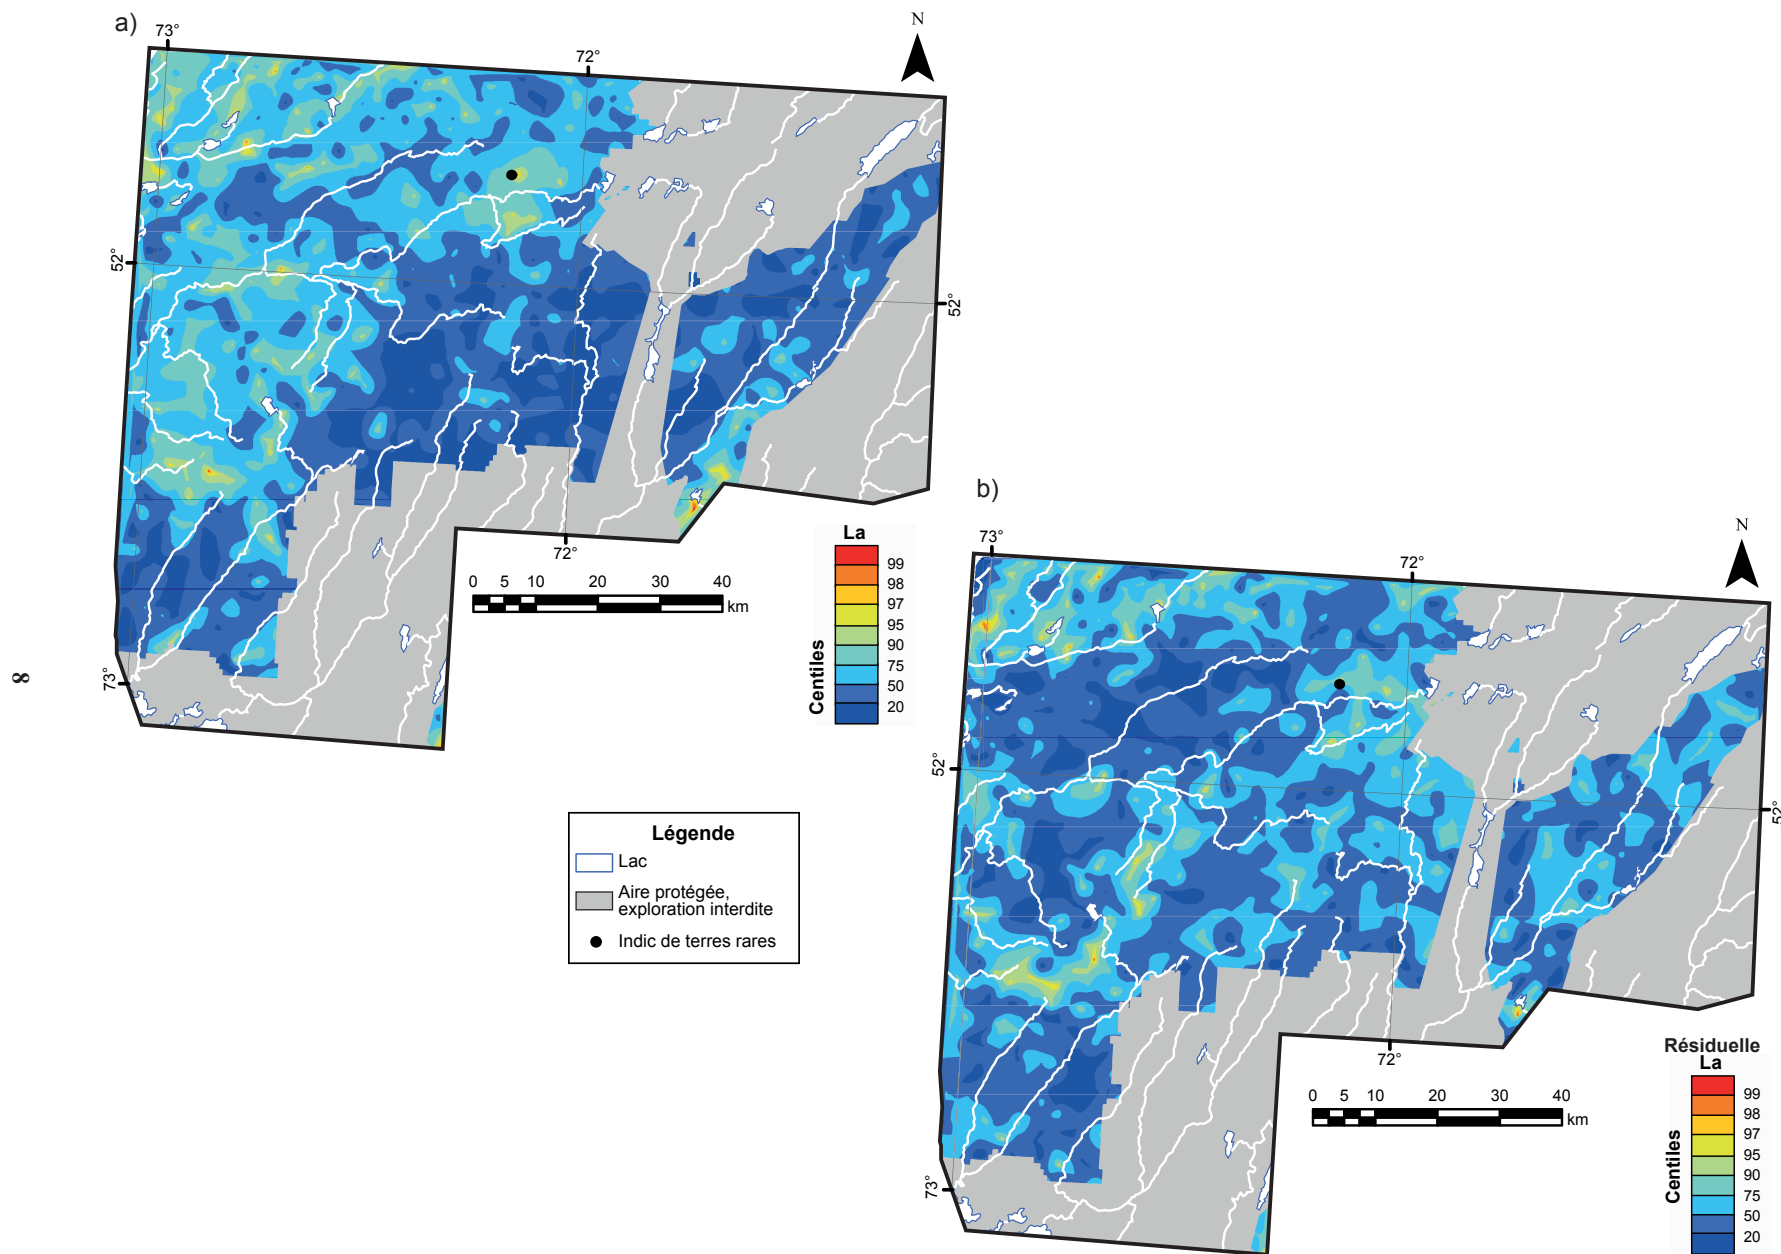 a)
73°
72°
N
52°
52°
73°
72°
0 5 10 20 30 40
km
La
99
98
97
95
90
75
50
20
Centiles
8
Légende
Lac
Aire protégée,
exploration interdite
Indic de terres rares
b)
73°
72°
N
52°
52°
73°
72°
0 5 10 20 30 40
km
Résiduelle
La
99
98
97
95
90
75
50
20
Centiles